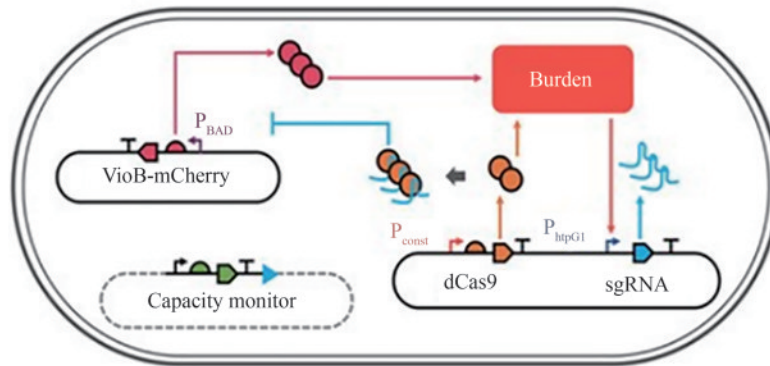 Burden
P_BAD
VioB-mCherry
P_const
P_htpG1
dCas9
sgRNA
Capacity monitor